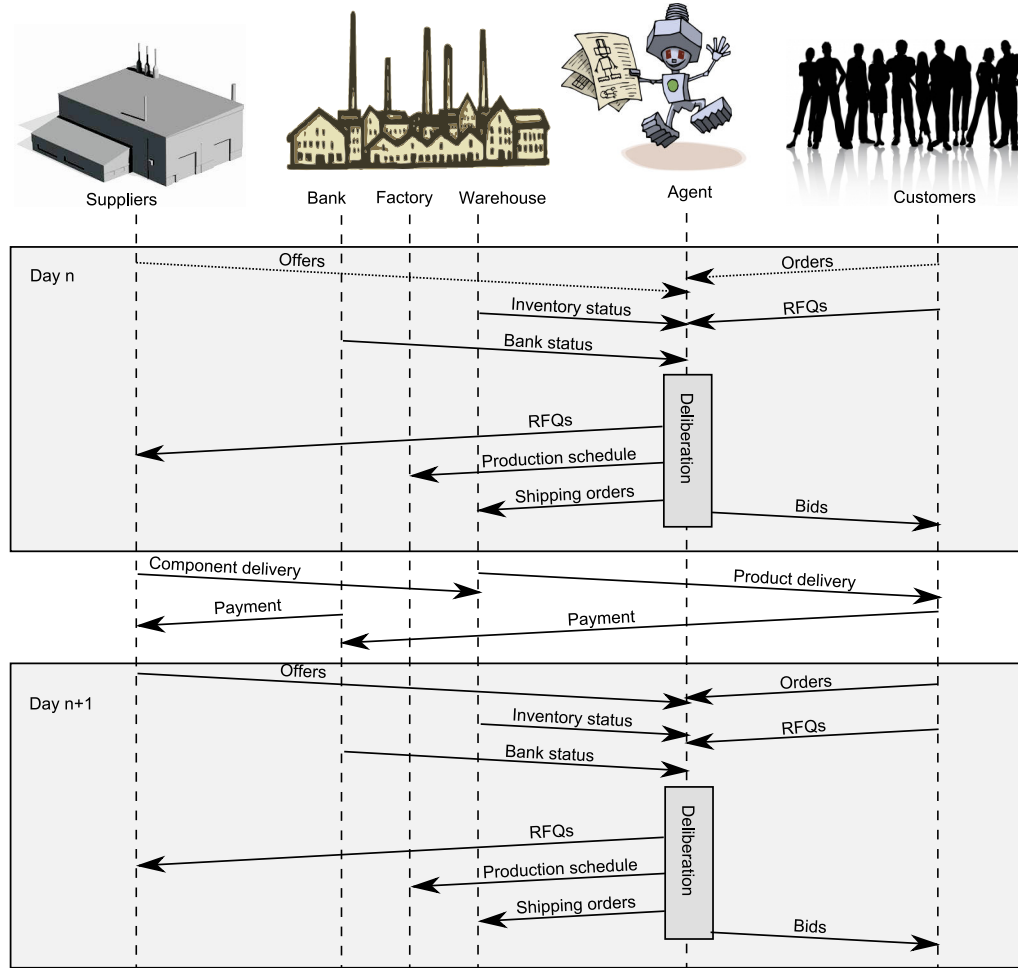 Suppliers
Bank
Factory
Warehouse
Agent
Customers
Day n
Offers
Orders
Inventory status
RFQs
Bank status
Deliberation
RFQs
Production schedule
Shipping orders
Bids
Component delivery
Product delivery
Payment
Payment
Day n+1
Offers
Orders
Inventory status
RFQs
Bank status
Deliberation
RFQs
Production schedule
Shipping orders
Bids